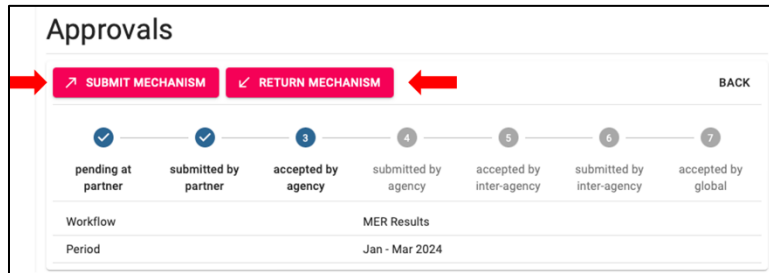 Approvals
SUBMIT MECHANISM RETURN MECHANISM BACK
3 4 5 6 7
pending at partner submitted by partner accepted by agency submitted by agency accepted by inter-agency submitted by inter-agency accepted by global
Workflow MER Results
Period Jan - Mar 2024